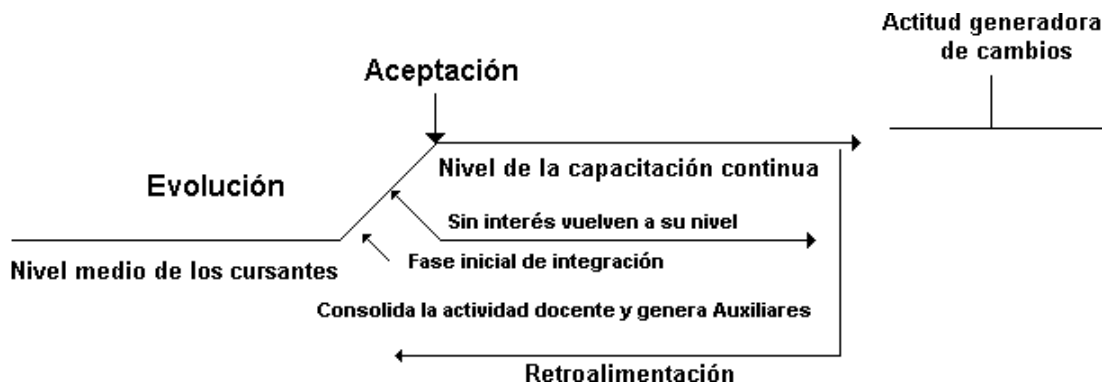 Actitud generadora
de cambios
Aceptación
Nivel de la capacitación continua
Evolución
Sin interés vuelven a su nivel
Nivel medio de los cursantes
Fase inicial de integración
Consolida la actividad docente y genera Auxiliares
Retroalimentación